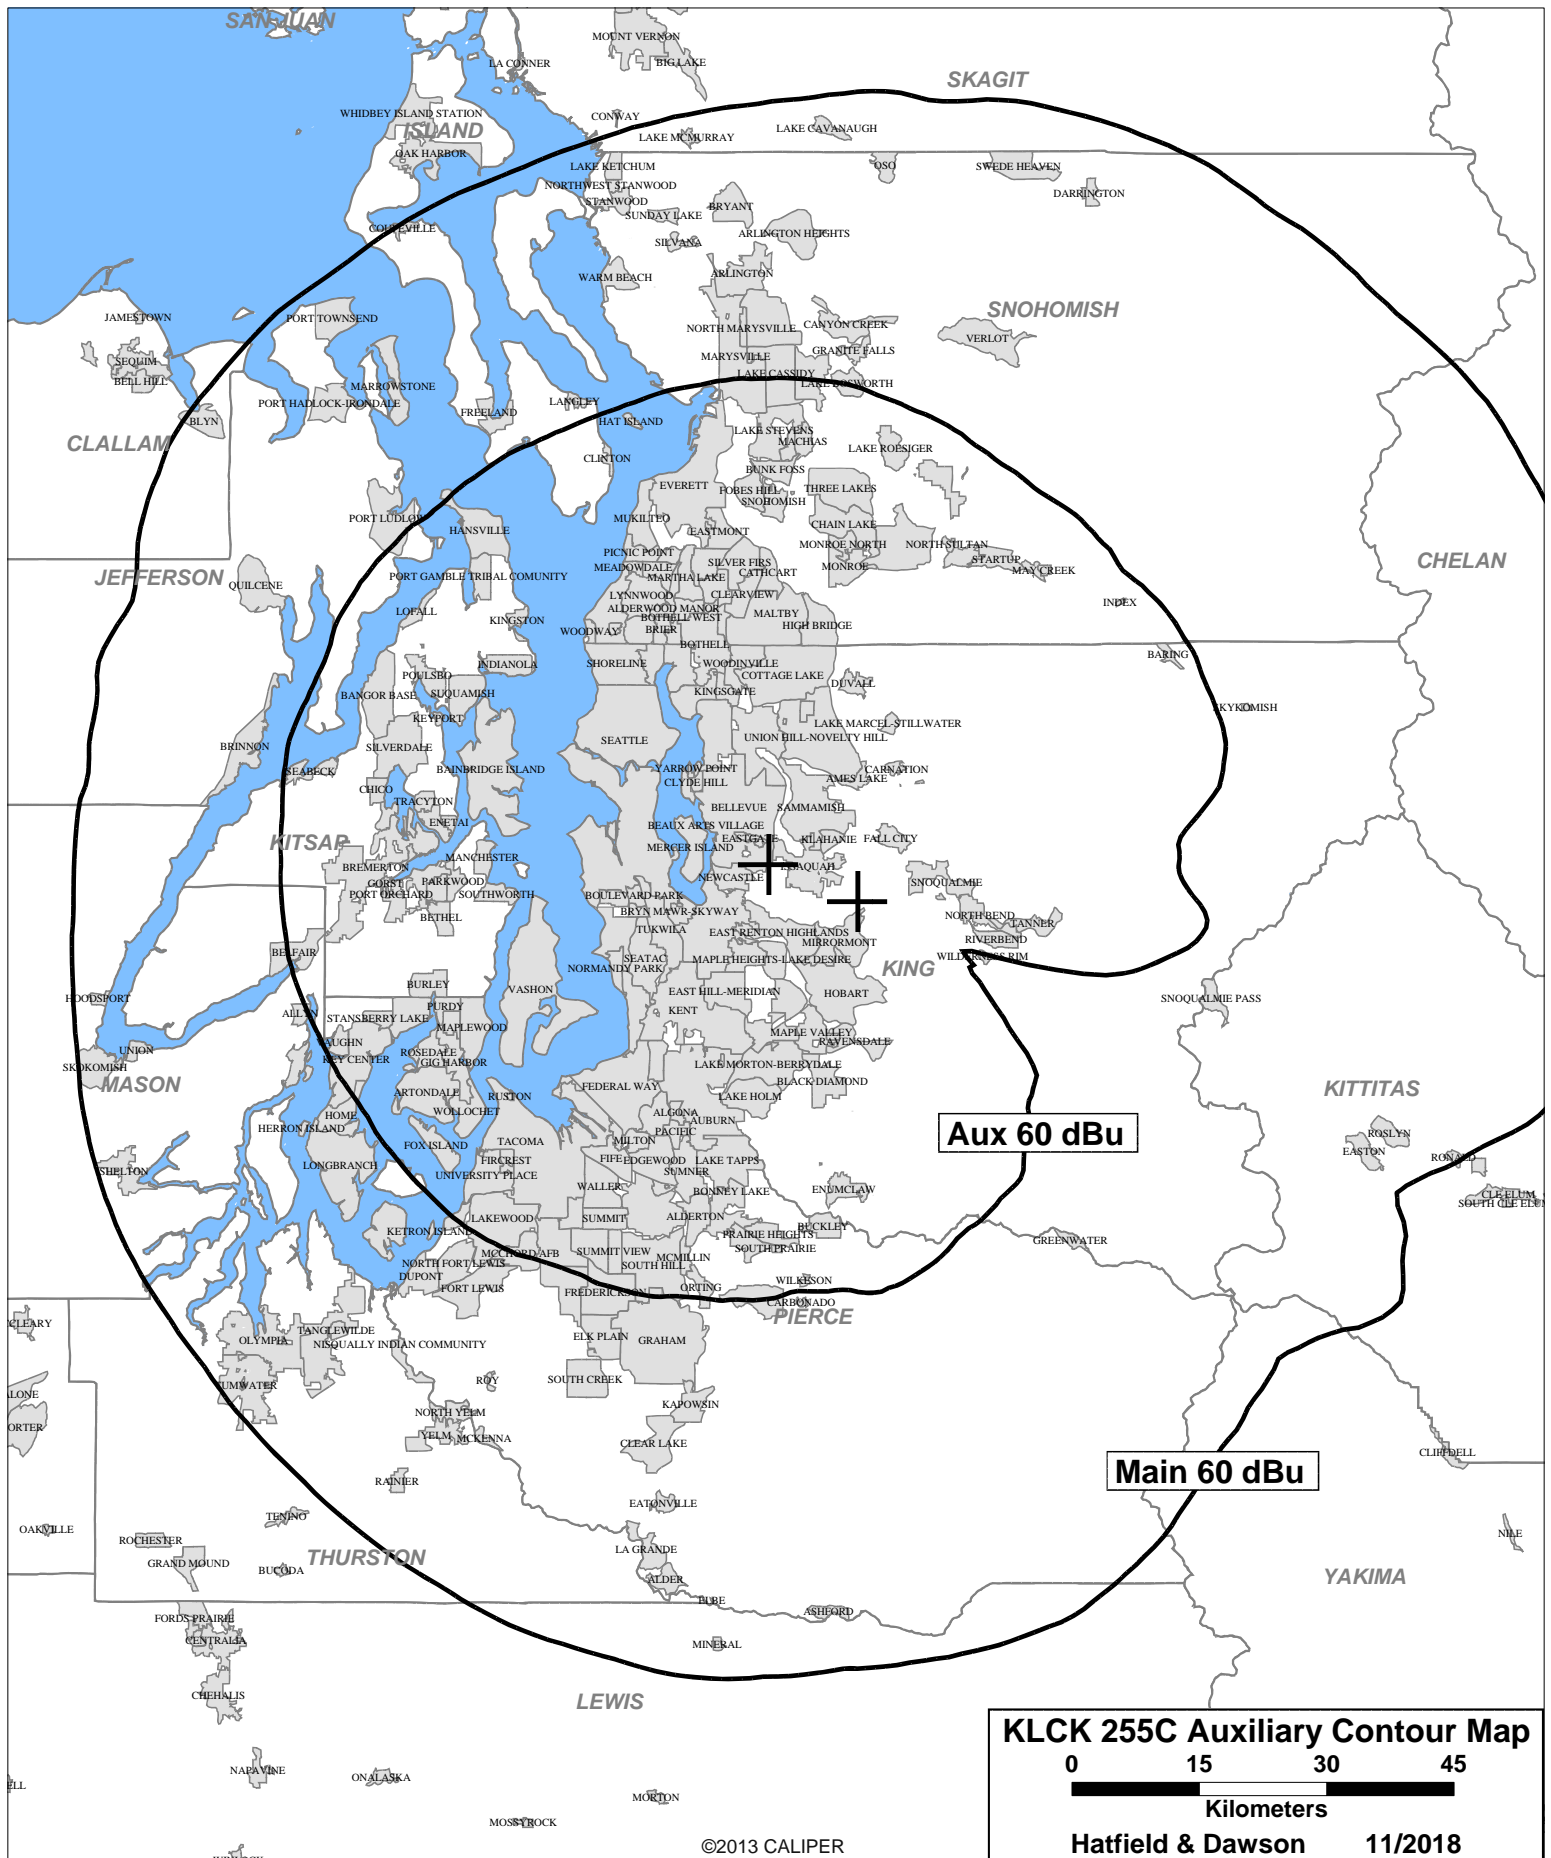 SAN JUAN
MOUNT VERNON
BIG LAKE
LA CONNER
SKAGIT
WHIDBEY ISLAND STATION
ISLAND
CONWAY
LAKE MCMURRAY
LAKE CAVANAUGH
OAK HARBOR
LAKE KETCHUM
OSO
SWEDE HEAVEN
NORTHWEST STANWOOD
DARRINGTON
STANWOOD
BRYANT
SUNDAY LAKE
COUPEVILLE
ARLINGTON HEIGHTS
SILVANA
WARM BEACH
ARLINGTON
SNOHOMISH
JAMESTOWN
PORT TOWNSEND
NORTH MARYSVILLE
CANYON CREEK
VERLOT
GRANITE FALLS
MARYSVILLE
SEQUIM
LAKE CASSIDY
BELL HILL
LAKE BOSWORTH
MARROWSTONE
PORT HADLOCK-IRONDALE
LANGLEY
FREELAND
BLYN
HAT ISLAND
LAKE STEVENS
CLALLAM
MACHIAS
LAKE ROESIGER
CLINTON
BUNK FOSS
EVERETT
FOBES HILL
THREE LAKES
SNOHOMISH
PORT LUDLOW
MUKILTEO
CHAIN LAKE
HANSVILLE
EASTMONT
MONROE NORTH
NORTH SULTAN
PICNIC POINT
SILVER FIRS
STARTUP
CHELAN
MEADOWDALE
MONROE
MAY CREEK
CATHCART
JEFFERSON
PORT GAMBLE TRIBAL COMUNITY
MARTHA LAKE
QUILCENE
LYNNWOOD
CLEARVIEW
INDEX
LOFALL
ALDERWOOD MANOR
MALTBY
KINGSTON
BOTHELL WEST
HIGH BRIDGE
WOODWAY
BRIER
BOTHELL
BARING
INDIANOLA
SHORELINE
WOODINVILLE
POULSBO
COTTAGE LAKE
DUVALL
BANGOR BASE
SUQUAMISH
KINGSGATE
SKYKOMISH
KEYPORT
LAKE MARCEL-STILLWATER
UNION HILL-NOVELTY HILL
SEATTLE
BRINNON
SILVERDALE
SEABECK
BAINBRIDGE ISLAND
YARROW POINT
CARNATION
CLYDE HILL
AMES LAKE
CHICO
TRACYTON
BELLEVUE
SAMMAMISH
ENETAI
BEAUX ARTS VILLAGE
KITSAP
EASTGATE
KLAHANIE
FALL CITY
MERCER ISLAND
MANCHESTER
BREMERTON
ISSAQUAH
NEWCASTLE
GORST
PARKWOOD
SNOQUALMIE
PORT ORCHARD
SOUTHWORTH
BOULEVARD PARK
BRYN MAWR-SKYWAY
BETHEL
NORTH BEND
TANNER
TUKWILA
EAST RENTON HIGHLANDS
MIRRORMONT
RIVERBEND
BELFAIR
SEATAC
MAPLE HEIGHTS-LAKE DESIRE
WILDERNESS RIM
NORMANDY PARK
KING
BURLEY
VASHON
EAST HILL-MERIDIAN
HOBART
HOODSPORT
SNOQUALMIE PASS
PURDY
ALLYN
KENT
STANSBERRY LAKE
MAPLEWOOD
MAPLE VALLEY
VAUGHN
RAVENSDALE
UNION
ROSEDALE
KEY CENTER
GIG HARBOR
SKOKOMISH
LAKE MORTON-BERRYDALE
MASON
FEDERAL WAY
BLACK DIAMOND
KITTITAS
ARTONDALE
RUSTON
LAKE HOLM
WOLLOCHET
ALGONA
HOME
AUBURN
HERRON ISLAND
PACIFIC
Aux 60 dBu
ROSLYN
FOX ISLAND
TACOMA
MILTON
EASTON
FIRCREST
FIFE
EDGEWOOD
LAKE TAPPS
RONALD
LONGBRANCH
SHELTON
UNIVERSITY PLACE
SUMNER
WALLER
BONNEY LAKE
ENUMCLAW
CLE ELUM
SOUTH CLE ELUM
LAKEWOOD
SUMMIT
ALDERTON
BUCKLEY
KETRON ISLAND
PRAIRIE HEIGHTS
GREENWATER
SOUTH PRAIRIE
MCCHORD AFB
SUMMIT VIEW
MCMILLIN
NORTH FORT LEWIS
SOUTH HILL
DUPONT
WILKESON
FORT LEWIS
FREDERICKSON
ORTING
CARBONADO
PIERCE
CLEARY
TANGLEWILDE
OLYMPIA
NISQUALLY INDIAN COMMUNITY
ELK PLAIN
GRAHAM
TUMWATER
ROY
SOUTH CREEK
ALONE
KAPOWSIN
NORTH YELM
ORTER
YELM
MCKENNA
CLEAR LAKE
CLIFFDELL
Main 60 dBu
RAINIER
EATONVILLE
TENINO
OAKVILLE
NILE
ROCHESTER
LA GRANDE
THURSTON
GRAND MOUND
BUCODA
ALDER
YAKIMA
ELBE
ASHFORD
FORDS PRAIRIE
CENTRALIA
MINERAL
CHEHALIS
LEWIS
KLCK 255C Auxiliary Contour Map
0 15 30 45
Kilometers
NAPAVINE
ONALASKA
ELL
MORTON
MOSSYROCK
©2013 CALIPER
Hatfield & Dawson 11/2018